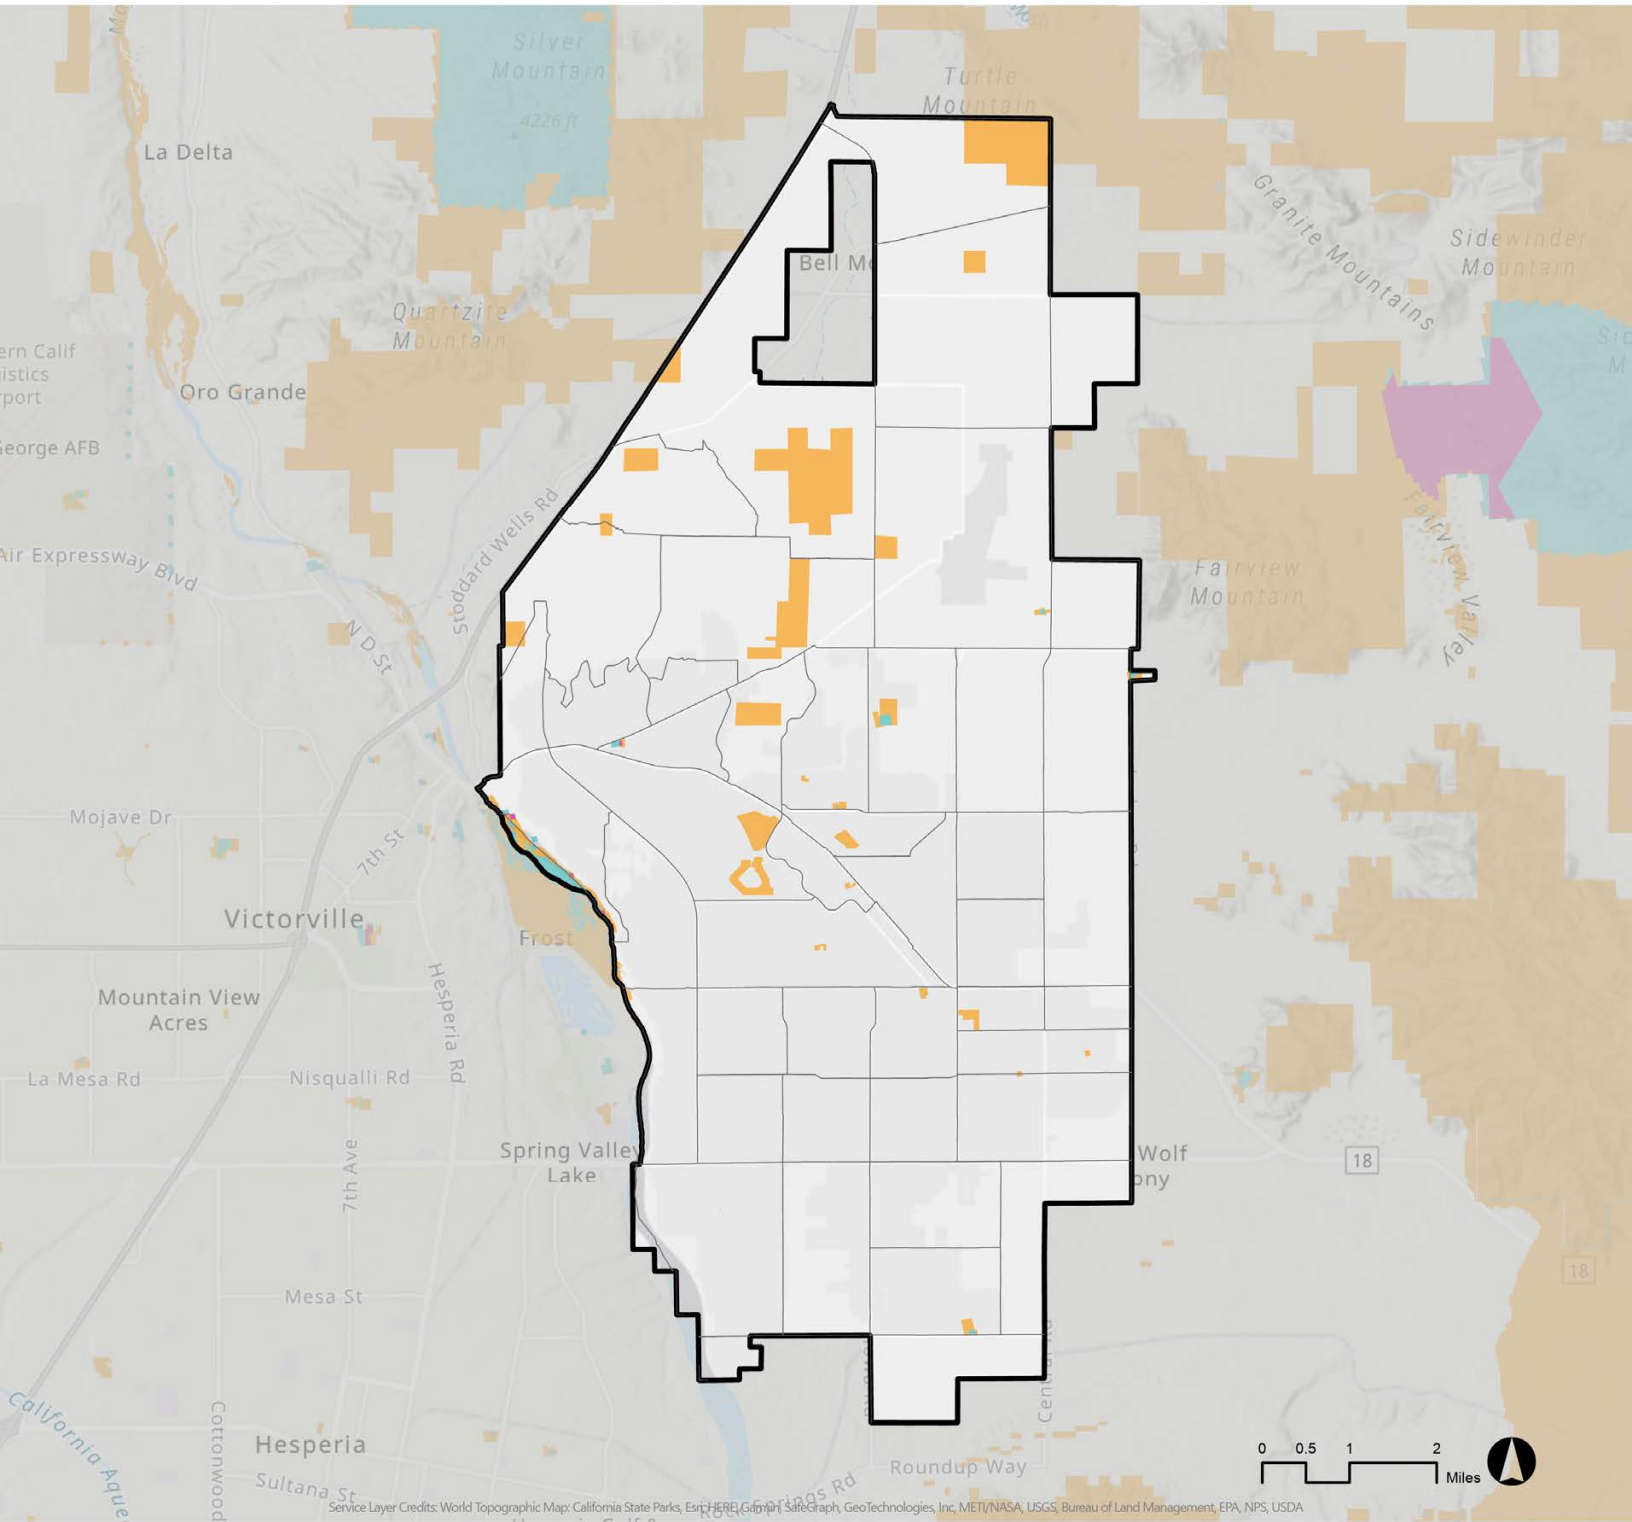 Silver
Mountain
4226 ft
Turtle
Mountain
La Delta
Granite Mountains
Sidewinder
Mountain
Bell Mo
Quartzite
Mountain
ern Calif
istics
rport
Oro Grande
George AFB
Stoddard Wells Rd
Fairview Valley
Air Expressway Blvd
Fairview
Mountain
N D St
Mojave Dr
7th St
Victorville
Frost
Hesperia Rd
Mountain View
Acres
La Mesa Rd
Nisqualli Rd
7th Ave
Spring Valley
Lake
Wolf
ony
18
18
Mesa St
California Aque
Cottonwood
Central Rd
Hesperia
Sultana St
Roundup Way
Springs Rd
0 0.5 1 2
Miles
Service Layer Credits: World Topographic Map: California State Parks, Esri, HERE, Garmin, SafeGraph, GeoTechnologies, Inc, METI/NASA, USGS, Bureau of Land Management, EPA, NPS, USDA